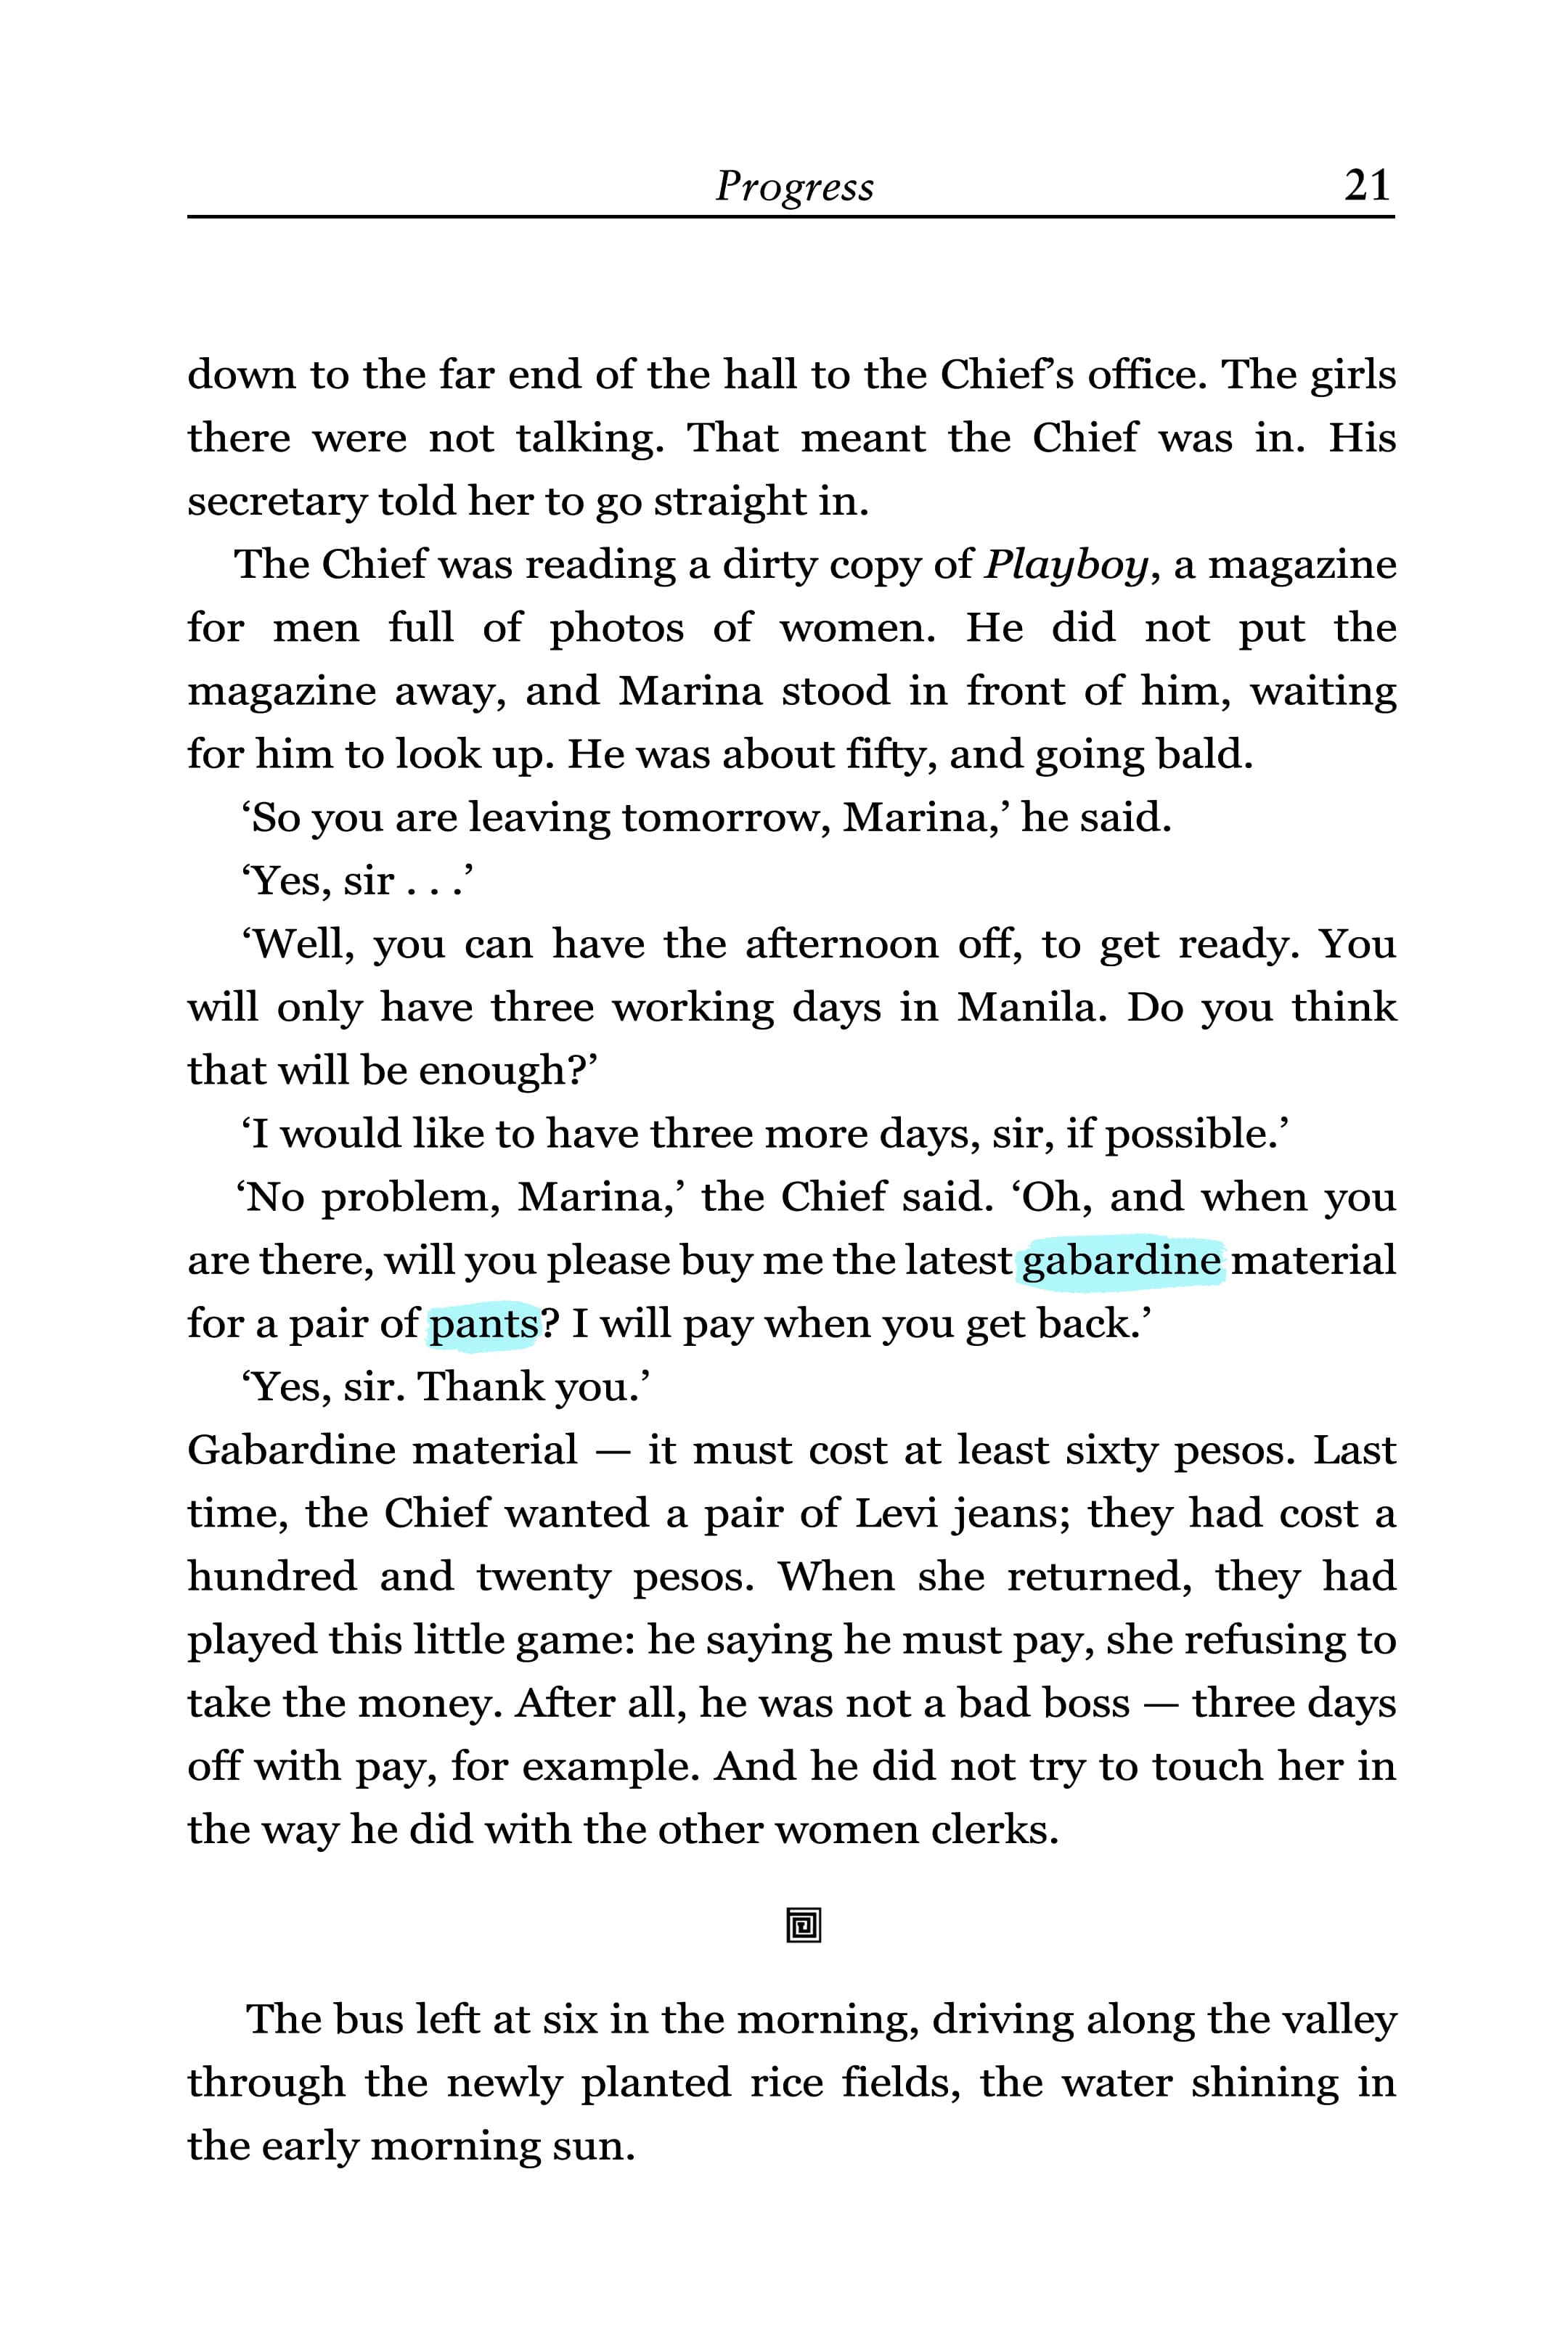 Progress 21
down to the far end of the hall to the Chief’s office. The girls
there were not talking. That meant the Chief was in. His
secretary told her to go straight in.
The Chief was reading a dirty copy of Playboy, a magazine
for men full of photos of women. He did not put the
magazine away, and Marina stood in front of him, waiting
for him to look up. He was about fifty, and going bald.
‘So you are leaving tomorrow, Marina,’ he said.
‘Yes, sir . . .’
‘Well, you can have the afternoon off, to get ready. You
will only have three working days in Manila. Do you think
that will be enough?’
‘I would like to have three more days, sir, if possible.’
‘No problem, Marina,’ the Chief said. ‘Oh, and when you
are there, will you please buy me the latest gabardine material
for a pair of pants? I will pay when you get back.’
‘Yes, sir. Thank you.’
Gabardine material — it must cost at least sixty pesos. Last
time, the Chief wanted a pair of Levi jeans; they had cost a
hundred and twenty pesos. When she returned, they had
played this little game: he saying he must pay, she refusing to
take the money. After all, he was not a bad boss — three days
off with pay, for example. And he did not try to touch her in
the way he did with the other women clerks.
The bus left at six in the morning, driving along the valley
through the newly planted rice fields, the water shining in
the early morning sun.